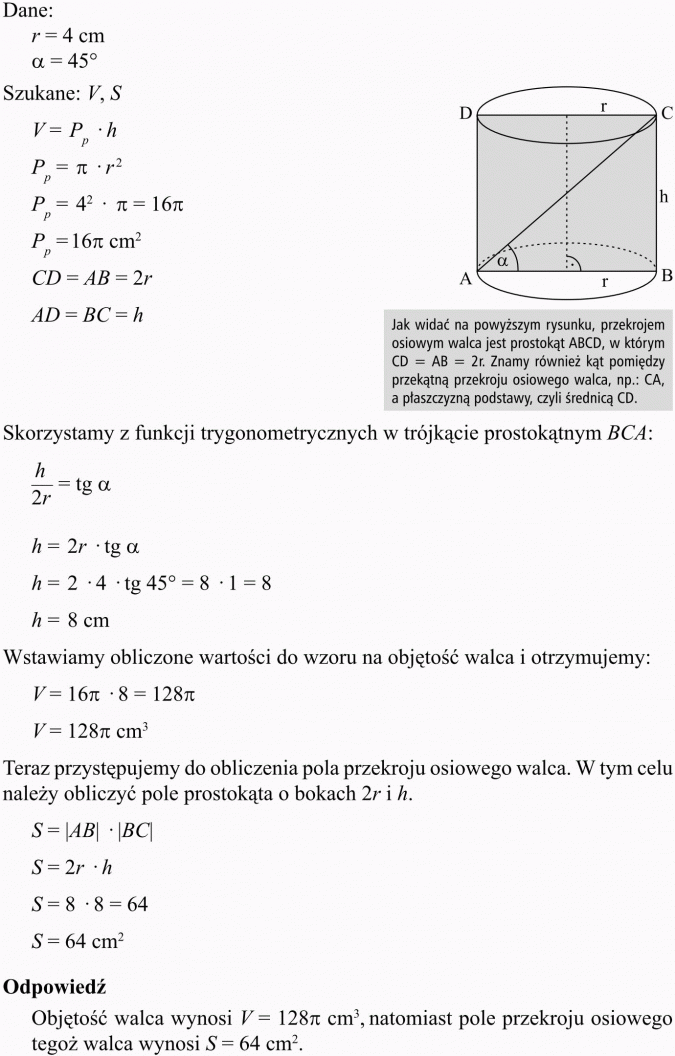 Dane:
r = 4 cm
α = 45°
Szukane: V, S
V = P_p · h
P_p = π · r²
P_p = 4² · π = 16π
P_p = 16π cm²
CD = AB = 2r
AD = BC = h
D
r
C
h
α
A
r
B
Jak widać na powyższym rysunku, przekrojem
osiowym walca jest prostokąt ABCD, w którym
CD = AB = 2r. Znamy również kąt pomiędzy
przekątną przekroju osiowego walca, np.: CA,
a płaszczyzną podstawy, czyli średnicą CD.
Skorzystamy z funkcji trygonometrycznych w trójkącie prostokątnym BCA:
h/2r = tg α
h = 2r · tg α
h = 2 · 4 · tg 45° = 8 · 1 = 8
h = 8 cm
Wstawiamy obliczone wartości do wzoru na objętość walca i otrzymujemy:
V = 16π · 8 = 128π
V = 128π cm³
Teraz przystępujemy do obliczenia pola przekroju osiowego walca. W tym celu
należy obliczyć pole prostokąta o bokach 2r i h.
S = |AB| · |BC|
S = 2r · h
S = 8 · 8 = 64
S = 64 cm²
Odpowiedź
Objętość walca wynosi V = 128π cm³, natomiast pole przekroju osiowego
tegoż walca wynosi S = 64 cm².